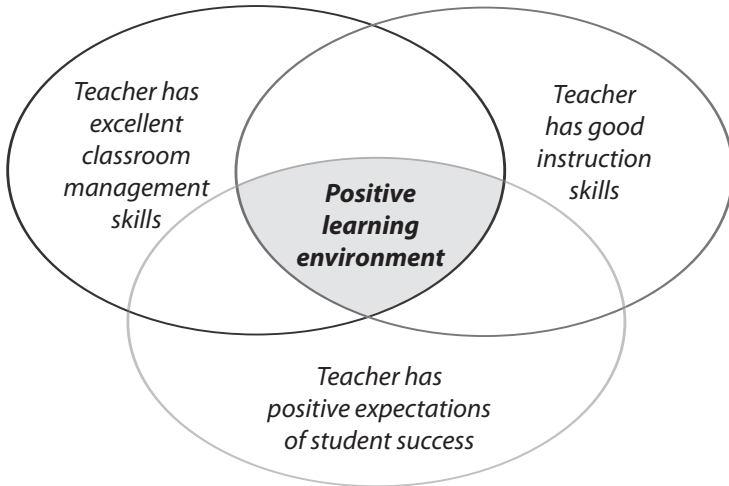 Teacher has
excellent
classroom
management
skills
Teacher
has good
instruction
skills
Positive
learning
environment
Teacher has
positive expectations
of student success